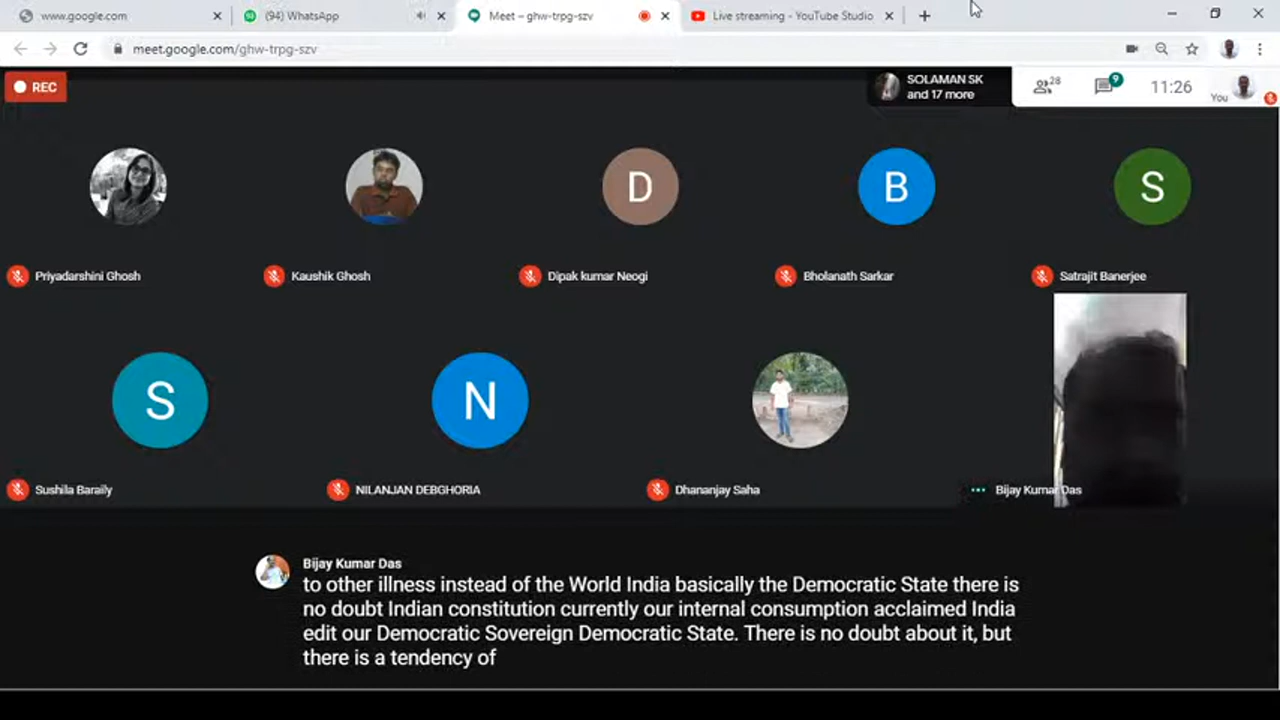 www.google.com
(94) WhatsApp
Meet – ghw-trpg-szv
Live streaming - YouTube Studio
meet.google.com/ghw-trpg-szv
REC
SOLAMAN SK
and 17 more
28
9
11:26
You
D
B
S
Priyadarshini Ghosh
Kaushik Ghosh
Dipak kumar Neogi
Bholanath Sarkar
Satrajit Banerjee
S
N
Sushila Baraily
NILANJAN DEBGHORIA
Dhananjay Saha
Bijay Kumar Das
Bijay Kumar Das
to other illness instead of the World India basically the Democratic State there is
no doubt Indian constitution currently our internal consumption acclaimed India
edit our Democratic Sovereign Democratic State. There is no doubt about it, but
there is a tendency of